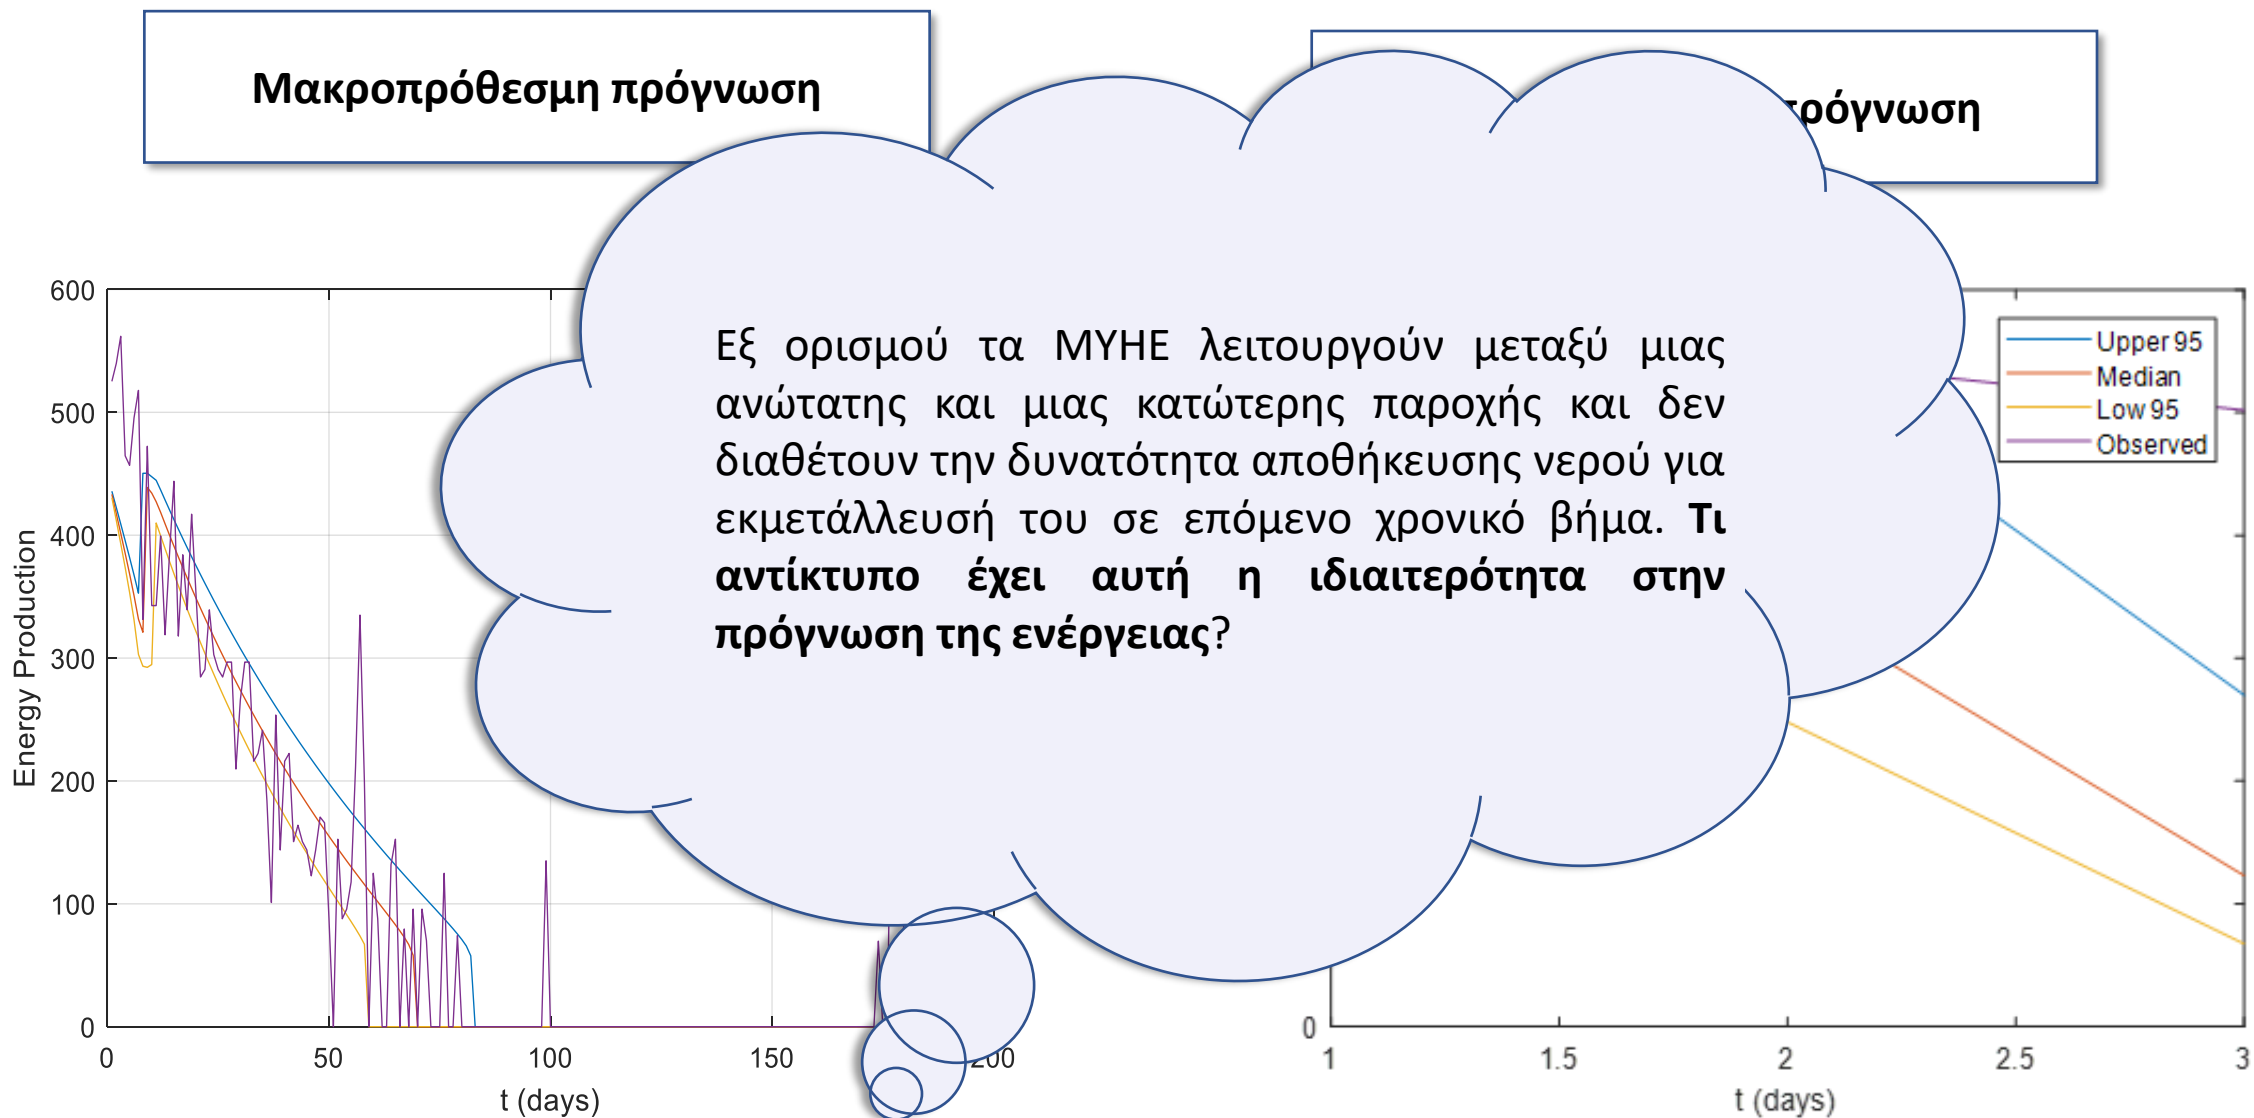 Μακροπρόθεσμη πρόγνωση
πρόγνωση
Εξ ορισμού τα ΜΥΗΕ λειτουργούν μεταξύ μιας
ανώτατης και μιας κατώτερης παροχής και δεν
διαθέτουν την δυνατότητα αποθήκευσης νερού για
εκμετάλλευσή του σε επόμενο χρονικό βήμα. Τι
αντίκτυπο έχει αυτή η ιδιαιτερότητα στην
πρόγνωση της ενέργειας?
600
500
400
300
200
100
0
Energy Production
0 50 100 150 200
t (days)
Upper 95
Median
Low 95
Observed
0
1 1.5 2 2.5 3
t (days)